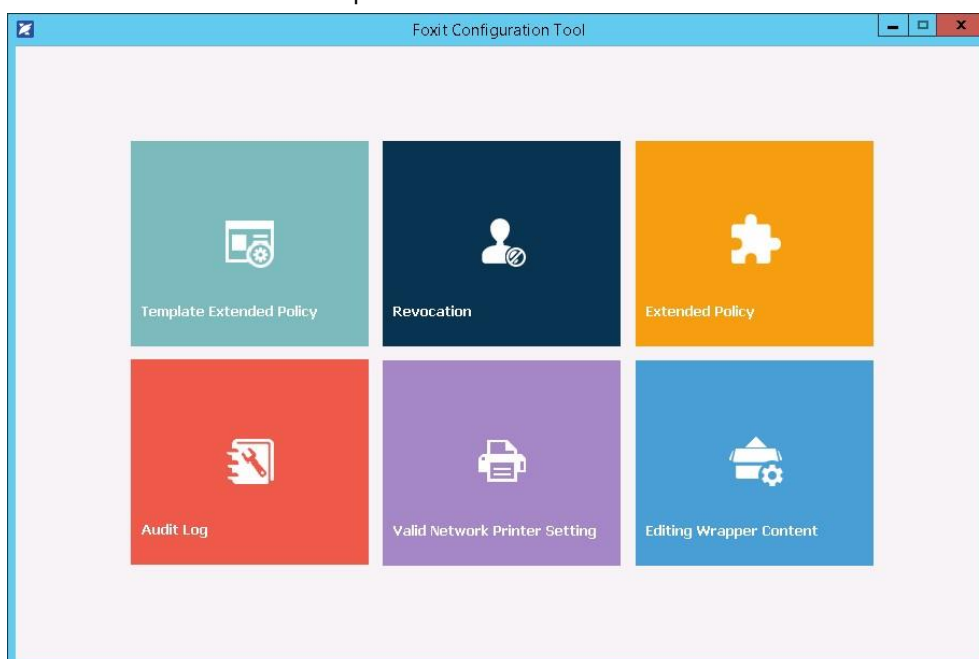 Foxit Configuration Tool
Template Extended Policy
Revocation
Extended Policy
Audit Log
Valid Network Printer Setting
Editing Wrapper Content